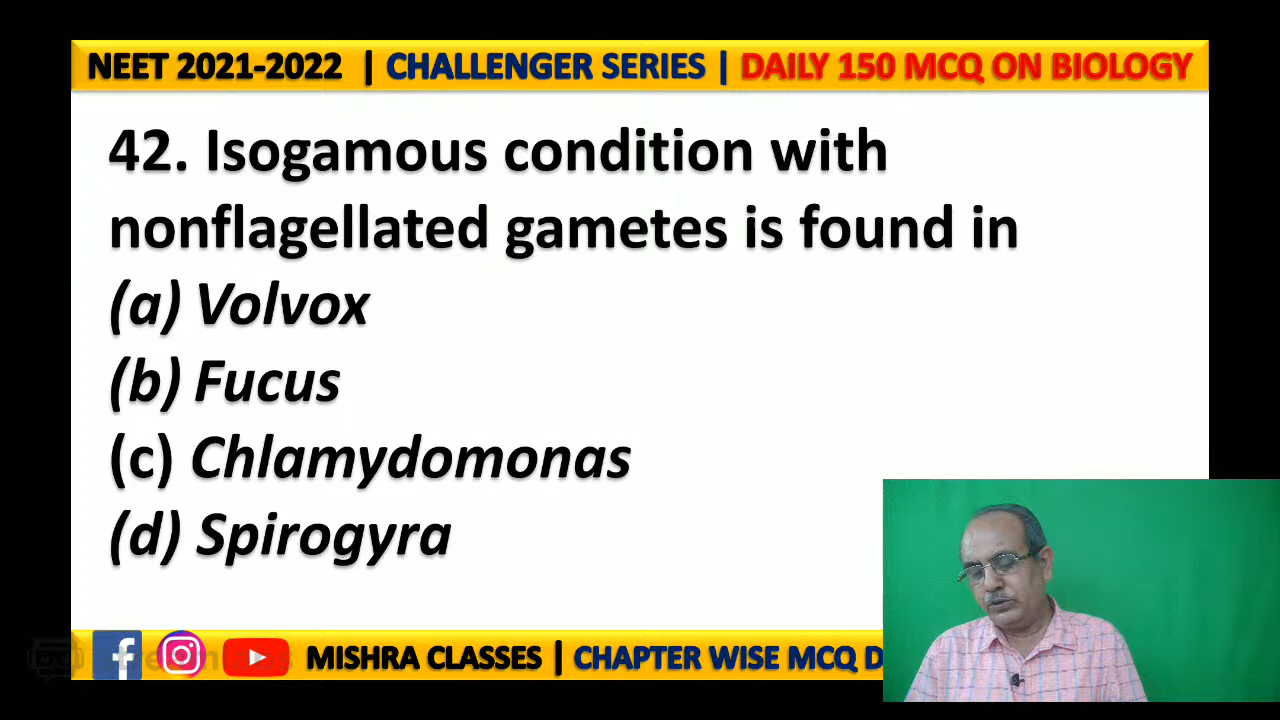 NEET 2021-2022 | CHALLENGER SERIES | DAILY 150 MCQ ON BIOLOGY
42. Isogamous condition with
nonflagellated gametes is found in
(a) Volvox
(b) Fucus
(c) Chlamydomonas
(d) Spirogyra
MISHRA CLASSES | CHAPTER WISE MCQ D